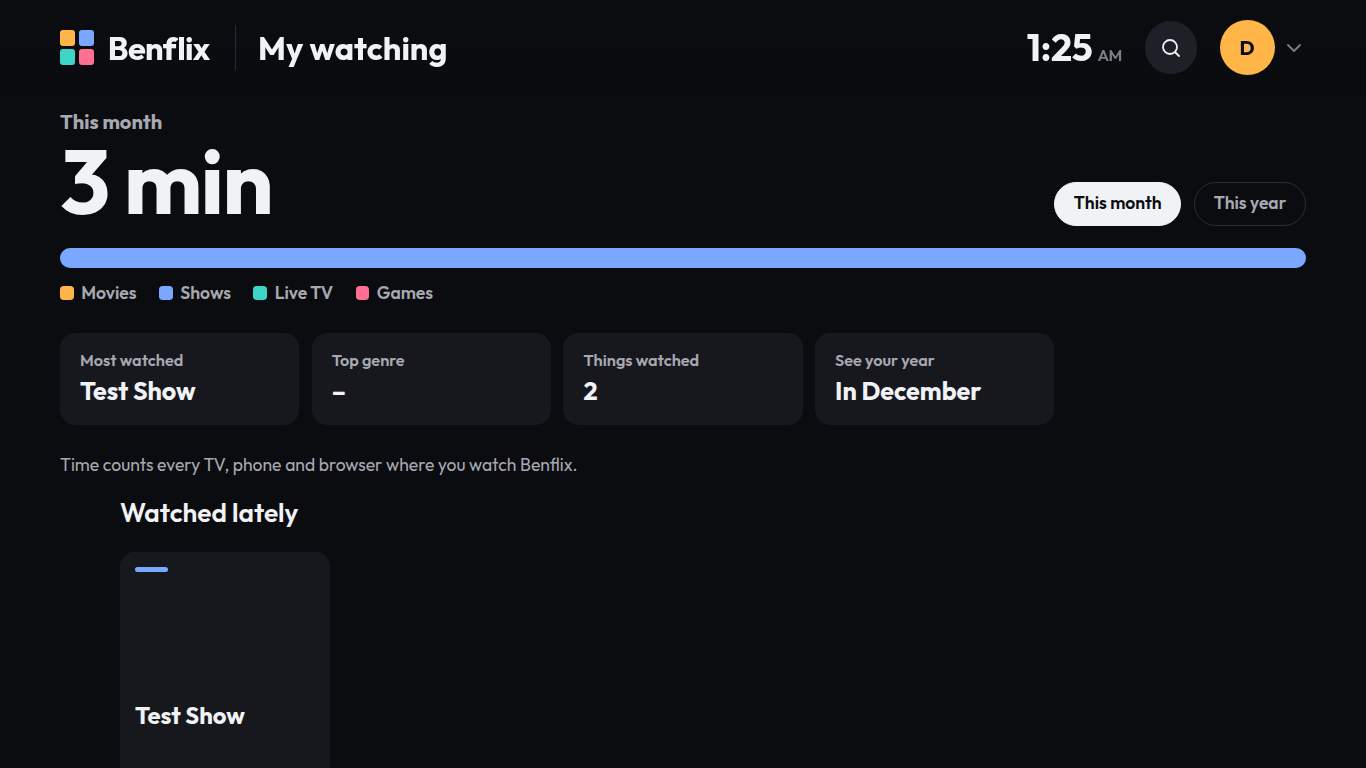 Benflix
My watching
1:25 AM
D
This month
3 min
This month
This year
Movies
Shows
Live TV
Games
Most watched
Test Show
Top genre
–
Things watched
2
See your year
In December
Time counts every TV, phone and browser where you watch Benflix.
Watched lately
Test Show